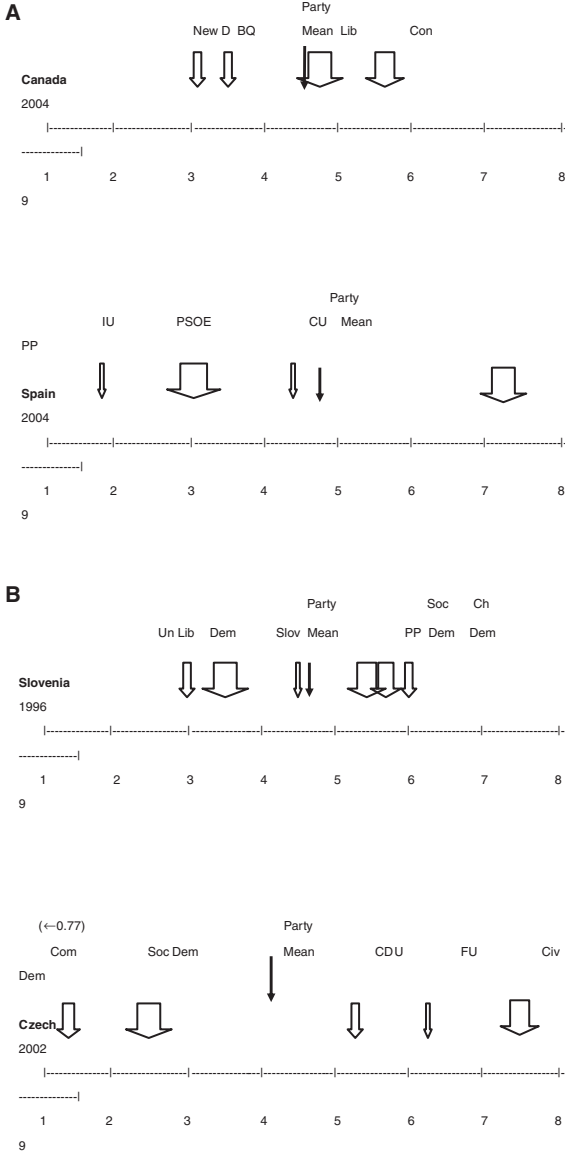 A
Party
New D BQ Mean Lib Con
Canada
2004
|--------------|----------------|---------------|---------------|---------------|---------------|----------------|-
--------------|
1 2 3 4 5 6 7 8
9
Party
IU PSOE CU Mean
PP
Spain
2004
|--------------|----------------|---------------|---------------|---------------|---------------|----------------|-
--------------|
1 2 3 4 5 6 7 8
9
B
Party Soc Ch
Un Lib Dem Slov Mean PP Dem Dem
Slovenia
1996
|--------------|----------------|---------------|---------------|---------------|---------------|----------------|-
--------------|
1 2 3 4 5 6 7 8
9
(←0.77) Party
Com Soc Dem Mean CDU FU Civ
Dem
Czech
2002
|--------------|----------------|---------------|---------------|---------------|---------------|----------------|-
--------------|
1 2 3 4 5 6 7 8
9